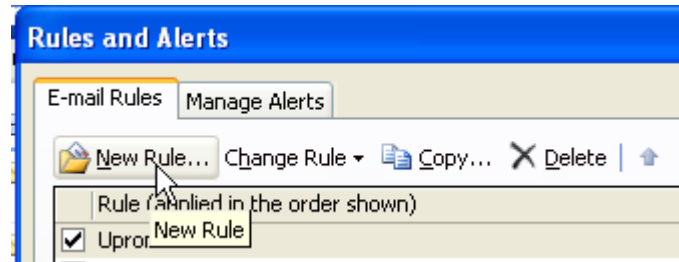 Rules and Alerts
E-mail Rules Manage Alerts
New Rule... Change Rule Copy... Delete
Rule (applied in the order shown)
New Rule